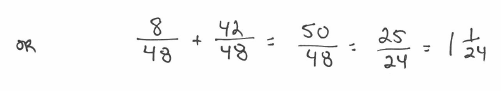 OR 8/48 + 42/48 = 50/48 = 25/24 = 1 1/24